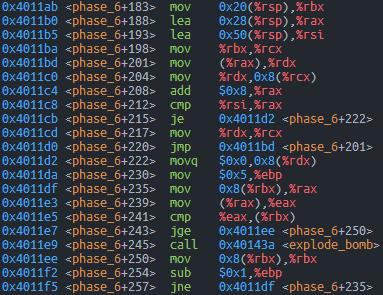 0x4011ab <phase_6+183> mov 0x20(%rsp),%rbx
0x4011b0 <phase_6+188> lea 0x28(%rsp),%rax
0x4011b5 <phase_6+193> lea 0x50(%rsp),%rsi
0x4011ba <phase_6+198> mov %rbx,%rcx
0x4011bd <phase_6+201> mov (%rax),%rdx
0x4011c0 <phase_6+204> mov %rdx,0x8(%rcx)
0x4011c4 <phase_6+208> add $0x8,%rax
0x4011c8 <phase_6+212> cmp %rsi,%rax
0x4011cb <phase_6+215> je 0x4011d2 <phase_6+222>
0x4011cd <phase_6+217> mov %rdx,%rcx
0x4011d0 <phase_6+220> jmp 0x4011bd <phase_6+201>
0x4011d2 <phase_6+222> movq $0x0,0x8(%rdx)
0x4011da <phase_6+230> mov $0x5,%ebp
0x4011df <phase_6+235> mov 0x8(%rbx),%rax
0x4011e3 <phase_6+239> mov (%rax),%eax
0x4011e5 <phase_6+241> cmp %eax,(%rbx)
0x4011e7 <phase_6+243> jge 0x4011ee <phase_6+250>
0x4011e9 <phase_6+245> call 0x40143a <explode_bomb>
0x4011ee <phase_6+250> mov 0x8(%rbx),%rbx
0x4011f2 <phase_6+254> sub $0x1,%ebp
0x4011f5 <phase_6+257> jne 0x4011df <phase_6+235>